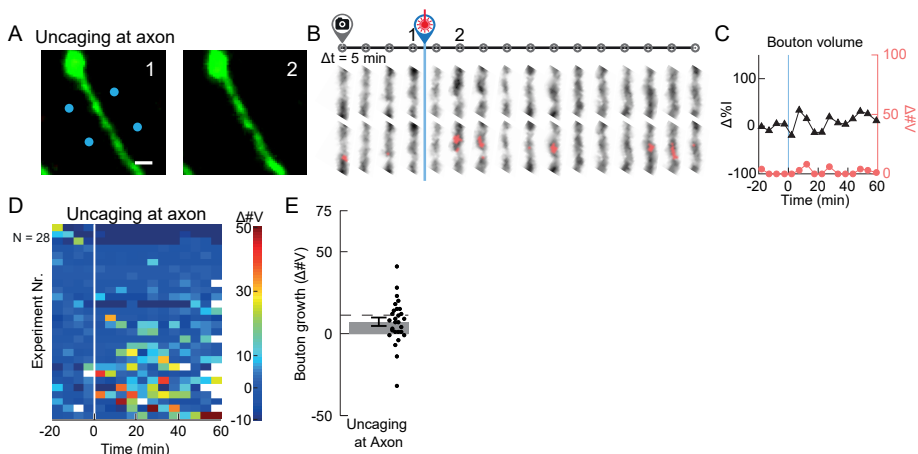 A Uncaging at axon
1
2
B
1 2
Δt = 5 min
C
Bouton volume
Δ%I
100
0
-100
Δ#V
100
50
0
-20 0 20 40 60
Time (min)
D
Uncaging at axon
N = 28
Experiment Nr.
-20 0 20 40 60
Time (min)
Δ#V
50
40
30
20
10
0
-10
E
Bouton growth (Δ#V)
75
50
0
-50
Uncaging
at Axon